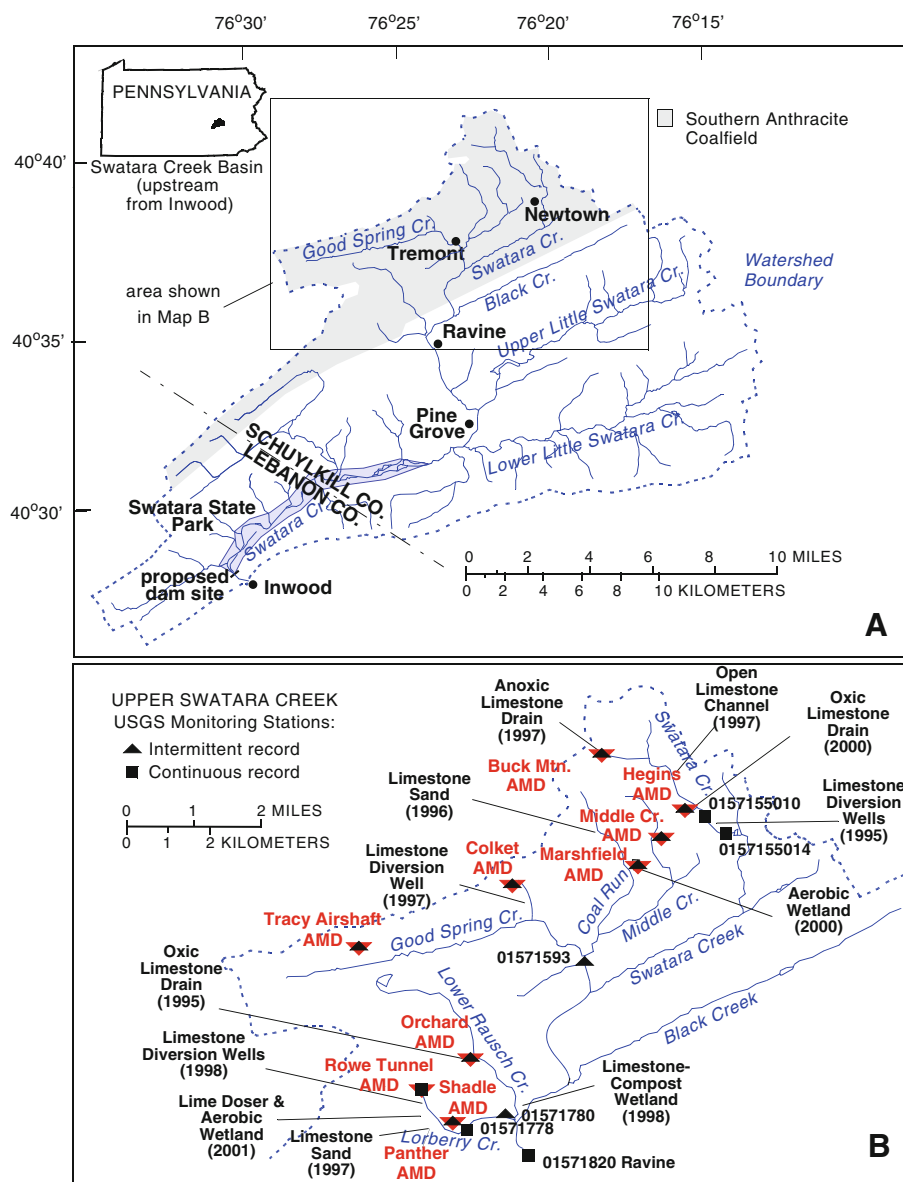 76°30'
76°25'
76°20'
76°15'
PENNSYLVANIA
Swatara Creek Basin
(upstream
from Inwood)
Southern Anthracite
Coalfield
40°40'
Newtown
Good Spring Cr.
Tremont
Swatara Cr.
Black Cr.
Watershed
Boundary
area shown
in Map B
Upper Little Swatara Cr.
40°35'
Ravine
Pine
Grove
Lower Little Swatara Cr.
SCHUYLKILL CO.
LEBANON CO.
40°30'
Swatara State
Park
Swatara Cr.
proposed
dam site
Inwood
0 2 4 6 8 10 MILES
0 2 4 6 8 10 KILOMETERS
A
UPPER SWATARA CREEK
USGS Monitoring Stations:
Intermittent record
Continuous record
0 1 2 MILES
0 1 2 KILOMETERS
Anoxic
Limestone
Drain
(1997)
Open
Limestone
Channel
(1997)
Oxic
Limestone
Drain
(2000)
Swatara Cr.
Buck Mtn.
AMD
Hegins
AMD
Limestone
Sand
(1996)
0157155010
Limestone
Diversion
Wells
(1995)
Middle Cr.
AMD
0157155014
Limestone
Diversion
Well
(1997)
Colket
AMD
Marshfield
AMD
Coal Run
Aerobic
Wetland
(2000)
Middle Cr.
Tracy Airshaft
AMD
Good Spring Cr.
01571593
Swatara Creek
Oxic
Limestone
Drain
(1995)
Lower Rausch Cr.
Black Creek
Orchard
AMD
Limestone
Diversion Wells
(1998)
Rowe Tunnel
AMD
Shadle
AMD
Limestone-
Compost
Wetland
(1998)
Lime Doser &
Aerobic
Wetland
(2001)
01571780
01571778
Limestone
Sand
(1997)
Lorberry Cr.
Panther
AMD
01571820 Ravine
B